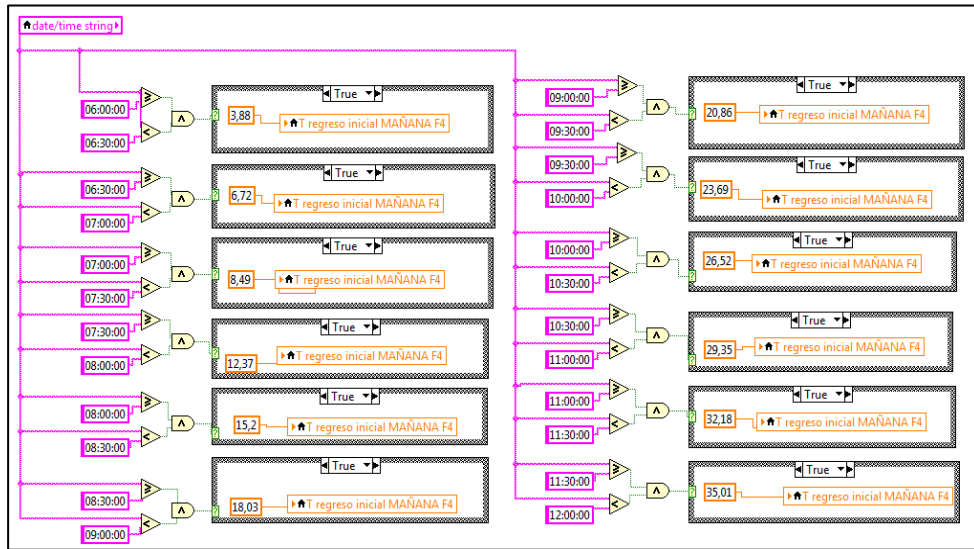 date/time string
06:00:00
06:30:00
True
3,88
T regreso inicial MAÑANA F4
06:30:00
07:00:00
True
6,72
T regreso inicial MAÑANA F4
07:00:00
07:30:00
True
8,49
T regreso inicial MAÑANA F4
07:30:00
08:00:00
True
12,37
T regreso inicial MAÑANA F4
08:00:00
08:30:00
True
15,2
T regreso inicial MAÑANA F4
08:30:00
09:00:00
True
18,03
T regreso inicial MAÑANA F4
09:00:00
09:30:00
True
20,86
T regreso inicial MAÑANA F4
09:30:00
10:00:00
True
23,69
T regreso inicial MAÑANA F4
10:00:00
10:30:00
True
26,52
T regreso inicial MAÑANA F4
10:30:00
11:00:00
True
29,35
T regreso inicial MAÑANA F4
11:00:00
11:30:00
True
32,18
T regreso inicial MAÑANA F4
11:30:00
12:00:00
True
35,01
T regreso inicial MAÑANA F4